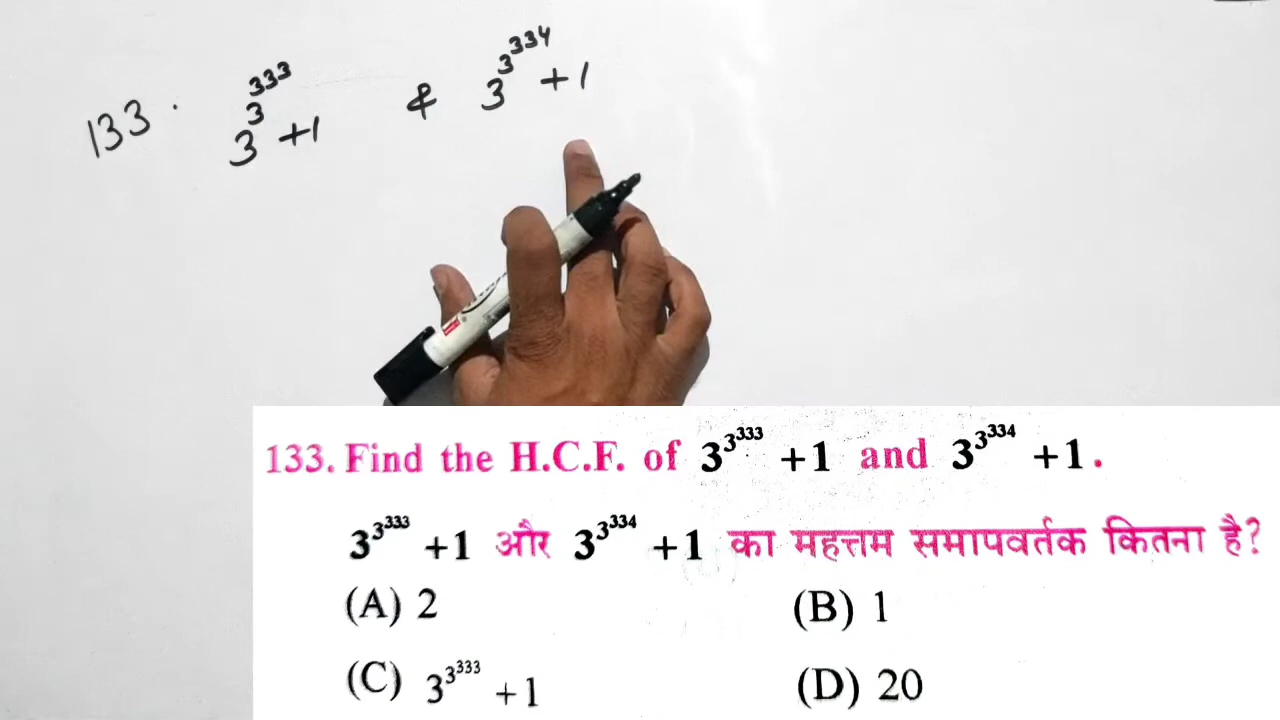 133. 3^3^333 +1 & 3^3^334 +1
133. Find the H.C.F. of 3^3^333 +1 and 3^3^334 +1.
3^3^333 +1 और 3^3^334 +1 का महत्तम समापवर्तक कितना है?
(A) 2 (B) 1
(C) 3^3^333 +1 (D) 20